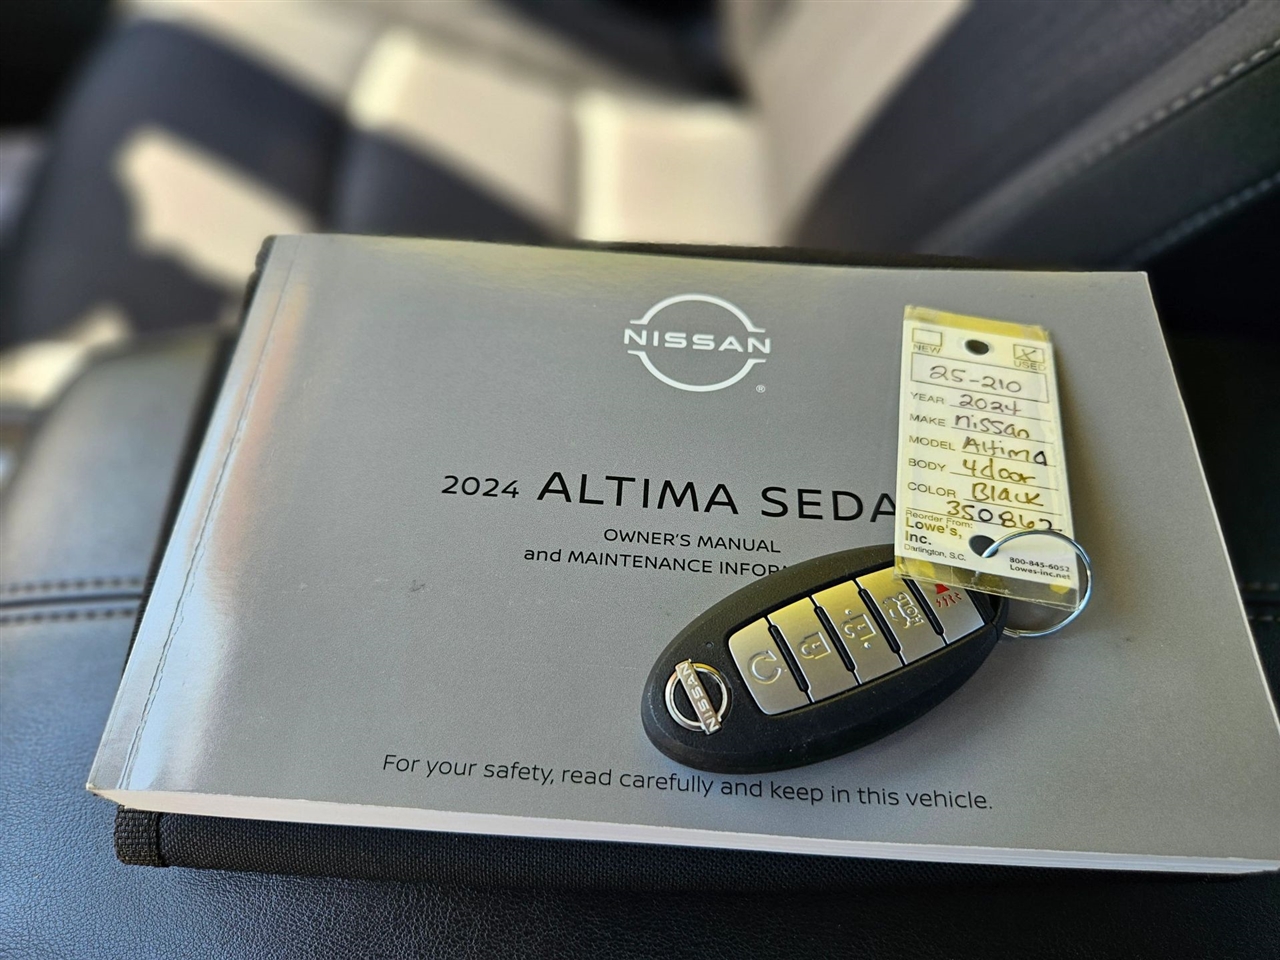 NISSAN
®
2024 ALTIMA SEDA
OWNER'S MANUAL
and MAINTENANCE INFOR
For your safety, read carefully and keep in this vehicle.
NEW
X USED
25-210
YEAR 2024
MAKE nissan
MODEL Altima
BODY 4door
COLOR Black
350862
Reorder From:
Lowe's,
Inc.
Darlington, S.C.
800-845-6052
Lowes-inc.net
NISSAN